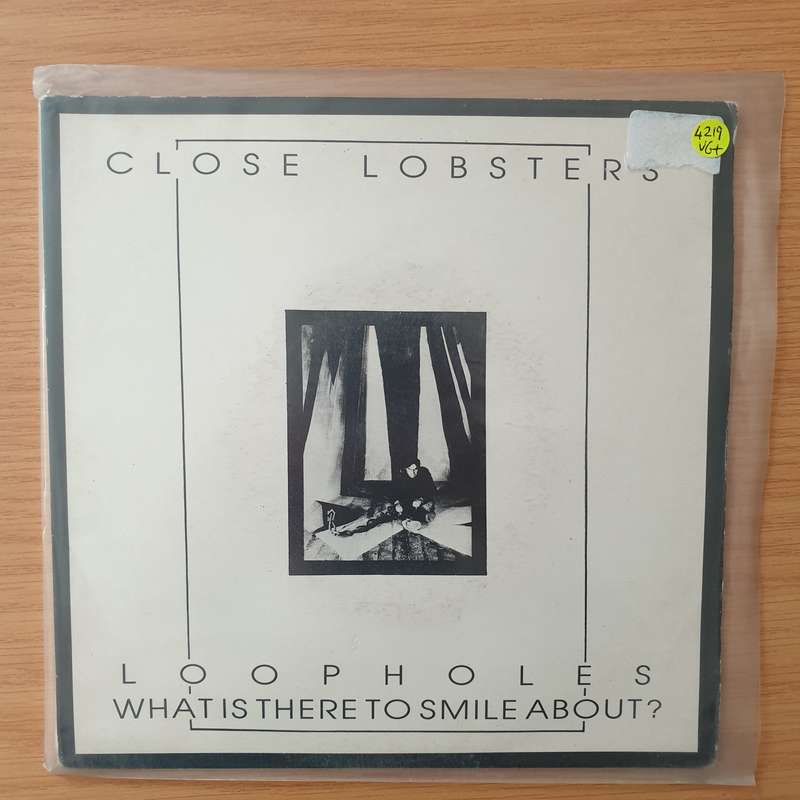 CLOSE LOBSTERS
4219
VG+
LOOPHOLES
WHAT IS THERE TO SMILE ABOUT?